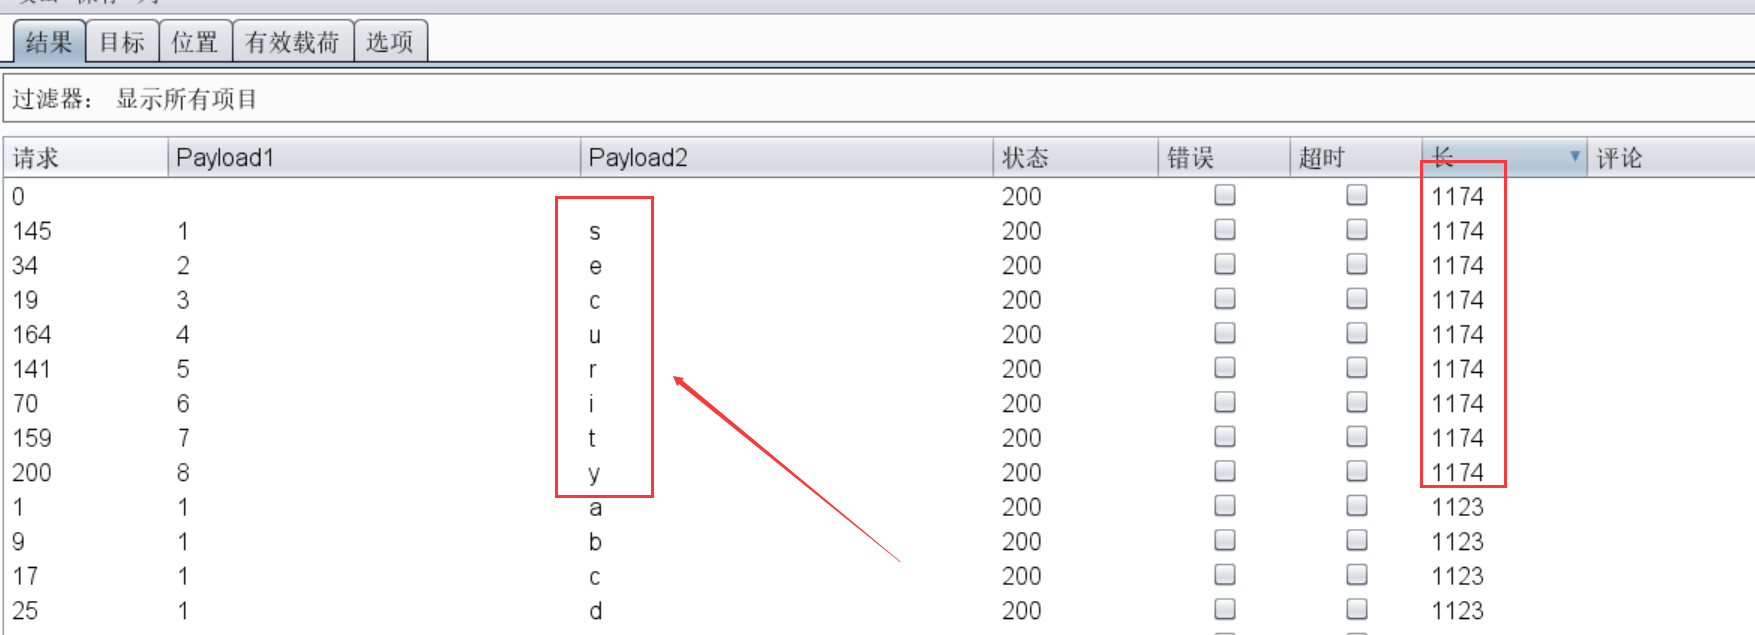 结果 目标 位置 有效载荷 选项
过滤器： 显示所有项目
请求 Payload1 Payload2 状态 错误 超时 长 评论
0 200 1174
145 1 s 200 1174
34 2 e 200 1174
19 3 c 200 1174
164 4 u 200 1174
141 5 r 200 1174
70 6 i 200 1174
159 7 t 200 1174
200 8 y 200 1174
1 1 a 200 1123
9 1 b 200 1123
17 1 c 200 1123
25 1 d 200 1123